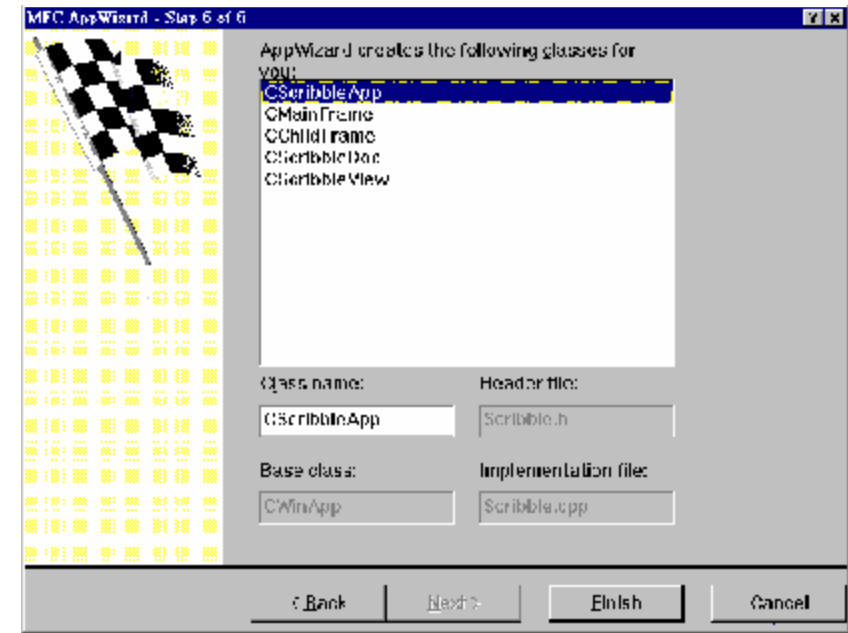 MFC AppWizard - Step 6 of 6
AppWizard creates the following classes for
you:
CScribbleApp
CMainFrame
CChildFrame
CScribbleDoc
CScribbleView
Class name:
Header file:
CScribbleApp
Scribble.h
Base class:
Implementation file:
CWinApp
Scribble.cpp
< Back
Next >
Finish
Cancel